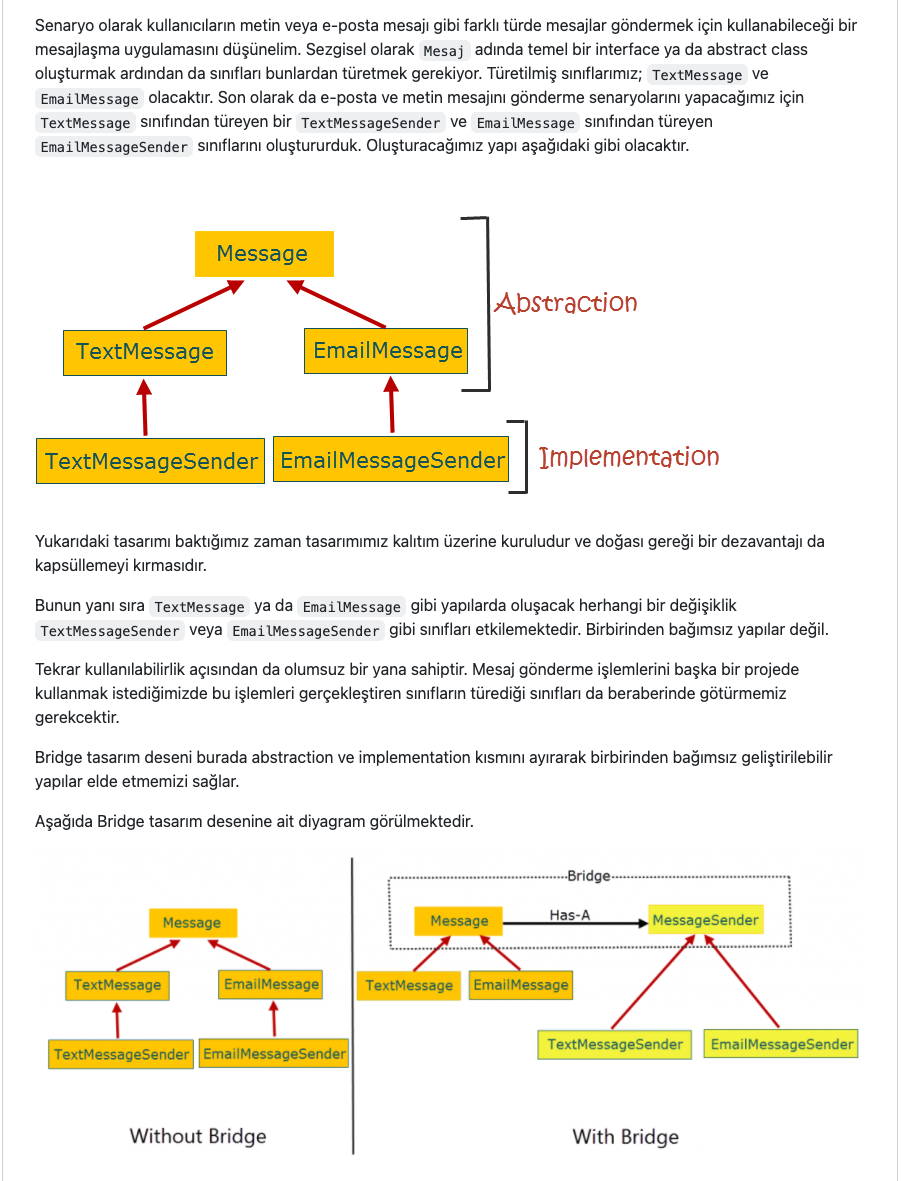 Senaryo olarak kullanıcıların metin veya e-posta mesajı gibi farklı türde mesajlar göndermek için kullanabileceği bir
mesajlaşma uygulamasını düşünelim. Sezgisel olarak Mesaj adında temel bir interface ya da abstract class
oluşturmak ardından da sınıfları bunlardan türetmek gerekiyor. Türetilmiş sınıflarımız; TextMessage ve
EmailMessage olacaktır. Son olarak da e-posta ve metin mesajını gönderme senaryolarını yapacağımız için
TextMessage sınıfından türeyen bir TextMessageSender ve EmailMessage sınıfından türeyen
EmailMessageSender sınıflarını oluştururduk. Oluşturacağımız yapı aşağıdaki gibi olacaktır.
Message
Abstraction
TextMessage EmailMessage
TextMessageSender EmailMessageSender Implementation
Yukarıdaki tasarımı baktığımız zaman tasarımımız kalıtım üzerine kuruludur ve doğası gereği bir dezavantajı da
kapsüllemeyi kırmasıdır.
Bunun yanı sıra TextMessage ya da EmailMessage gibi yapılarda oluşacak herhangi bir değişiklik
TextMessageSender veya EmailMessageSender gibi sınıfları etkilemektedir. Birbirinden bağımsız yapılar değil.
Tekrar kullanılabilirlik açısından da olumsuz bir yana sahiptir. Mesaj gönderme işlemlerini başka bir projede
kullanmak istediğimizde bu işlemleri gerçekleştiren sınıfların türediği sınıfları da beraberinde götürmemiz
gerekcektir.
Bridge tasarım deseni burada abstraction ve implementation kısmını ayırarak birbirinden bağımsız geliştirilebilir
yapılar elde etmemizi sağlar.
Aşağıda Bridge tasarım desenine ait diyagram görülmektedir.
Message
TextMessage EmailMessage
TextMessageSender EmailMessageSender
Without Bridge
Bridge
Message Has-A MessageSender
TextMessage EmailMessage
TextMessageSender EmailMessageSender
With Bridge